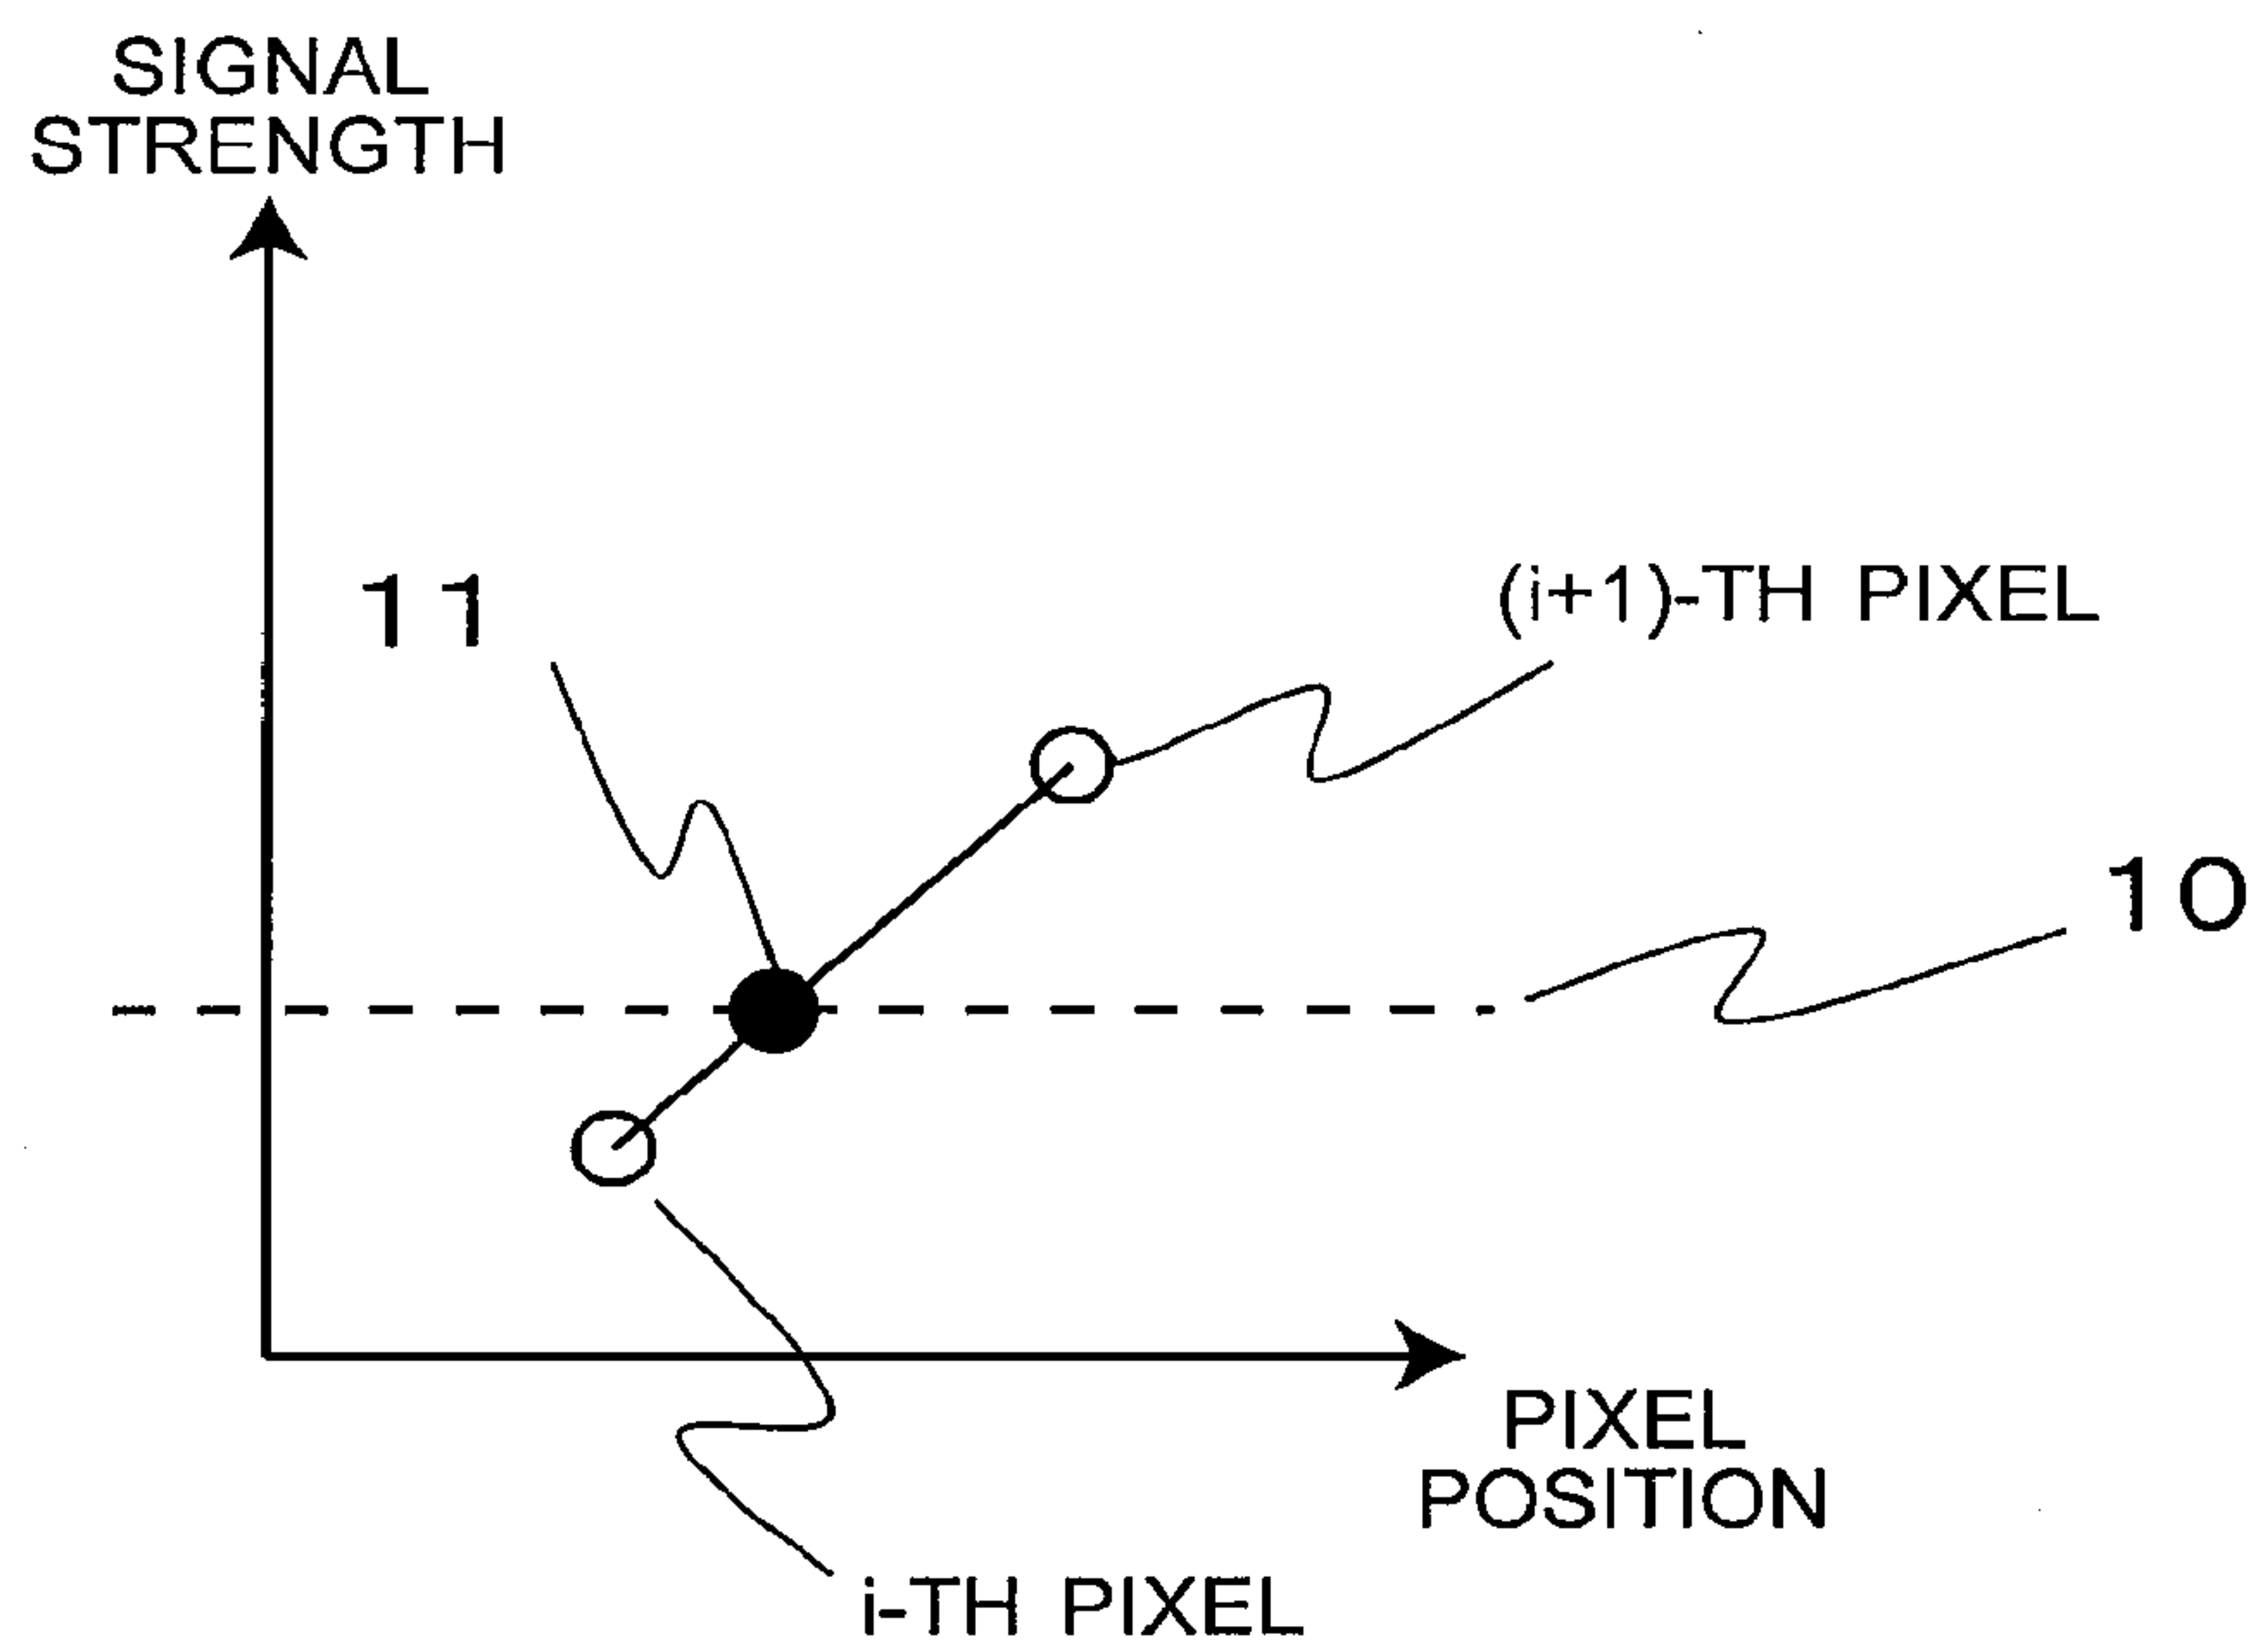 SIGNAL
STRENGTH
11
(i+1)-TH PIXEL
10
PIXEL
POSITION
i-TH PIXEL